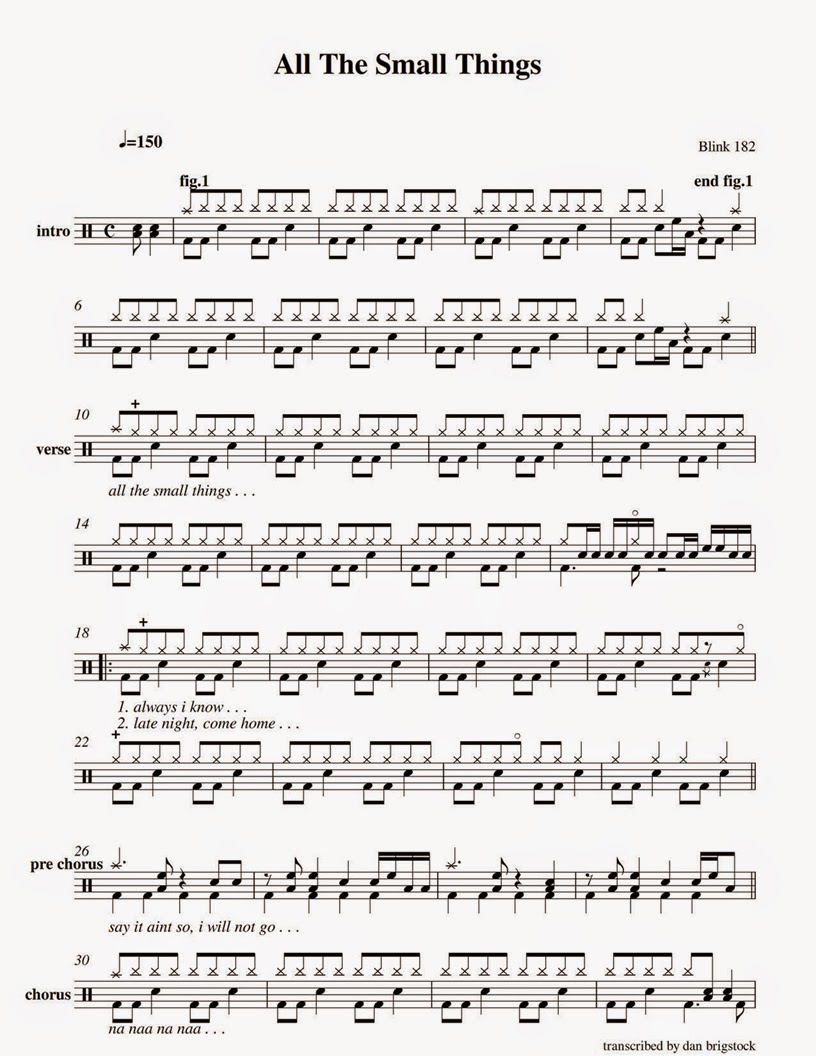 All The Small Things
♩=150
Blink 182
fig.1
end fig.1
intro
6
10
verse
all the small things . . .
14
18
1. always i know . . .
2. late night, come home . . .
22
26
pre chorus
say it aint so, i will not go . . .
30
chorus
na naa na naa . . .
transcribed by dan brigstock